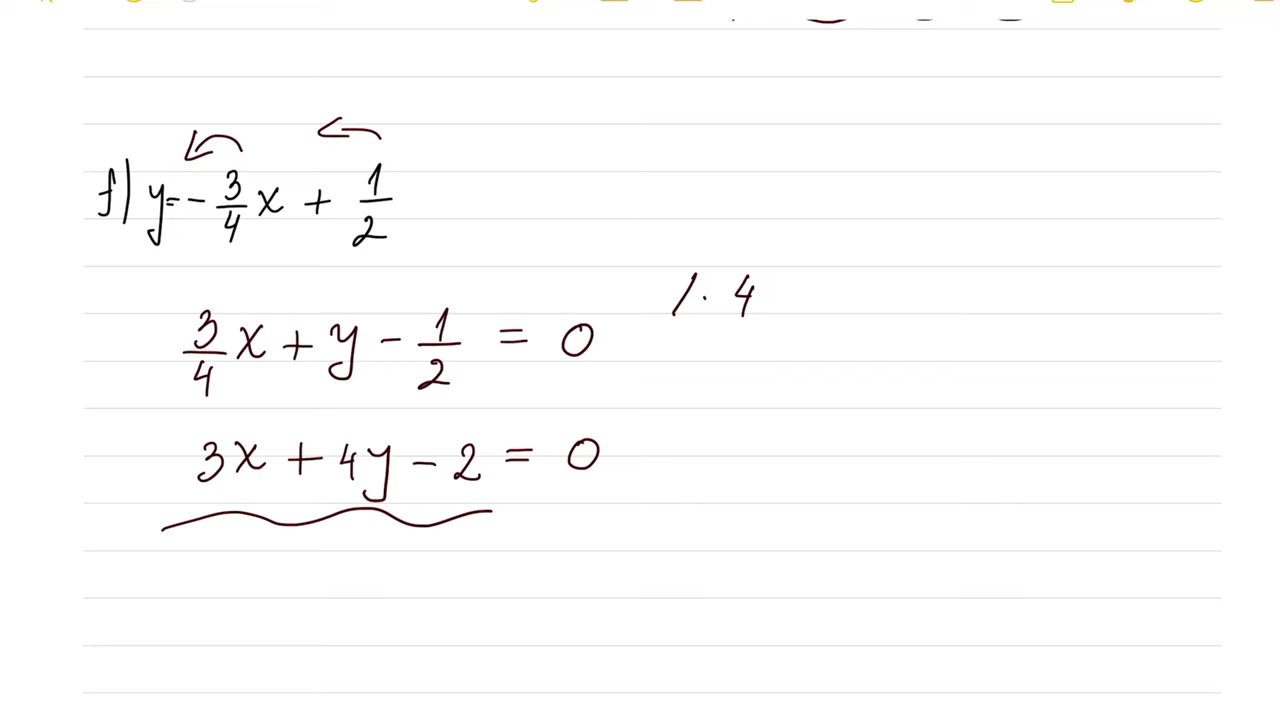 f) y = - 3/4 x + 1/2
/· 4
3/4 x + y - 1/2 = 0
3x + 4y - 2 = 0